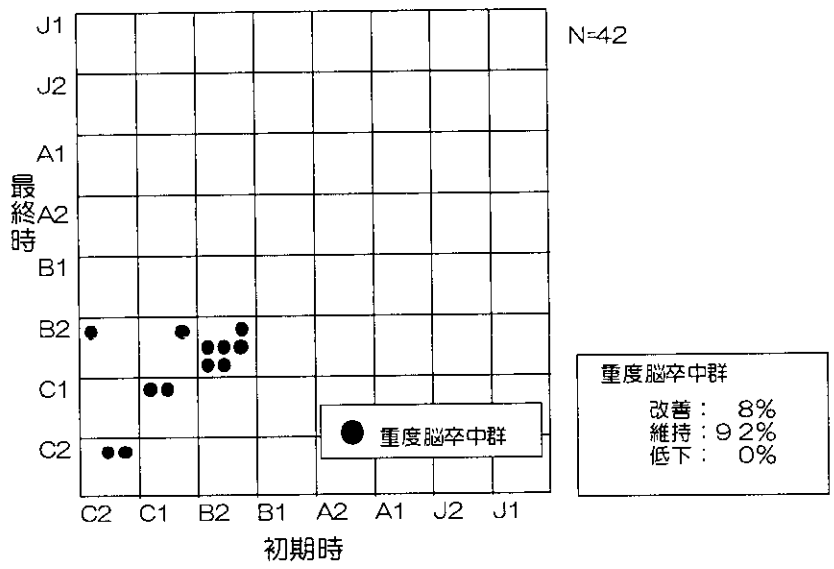 J1
N=42
J2
A1
最終時
A2
B1
B2
C1
C2
重度脳卒中群
重度脳卒中群
改善： 8%
維持：92%
低下： 0%
C2 C1 B2 B1 A2 A1 J2 J1
初期時